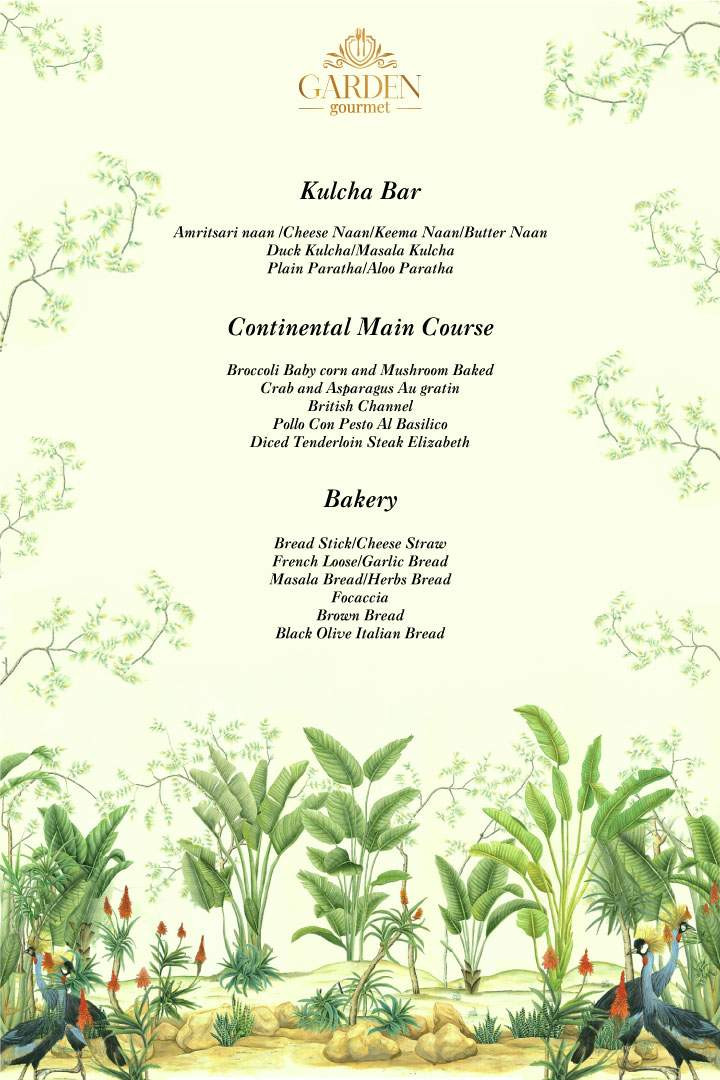 GARDEN
gourmet
Kulcha Bar
Amritsari naan /Cheese Naan/Keema Naan/Butter Naan
Duck Kulcha/Masala Kulcha
Plain Paratha/Aloo Paratha
Continental Main Course
Broccoli Baby corn and Mushroom Baked
Crab and Asparagus Au gratin
British Channel
Pollo Con Pesto Al Basilico
Diced Tenderloin Steak Elizabeth
Bakery
Bread Stick/Cheese Straw
French Loose/Garlic Bread
Masala Bread/Herbs Bread
Focaccia
Brown Bread
Black Olive Italian Bread